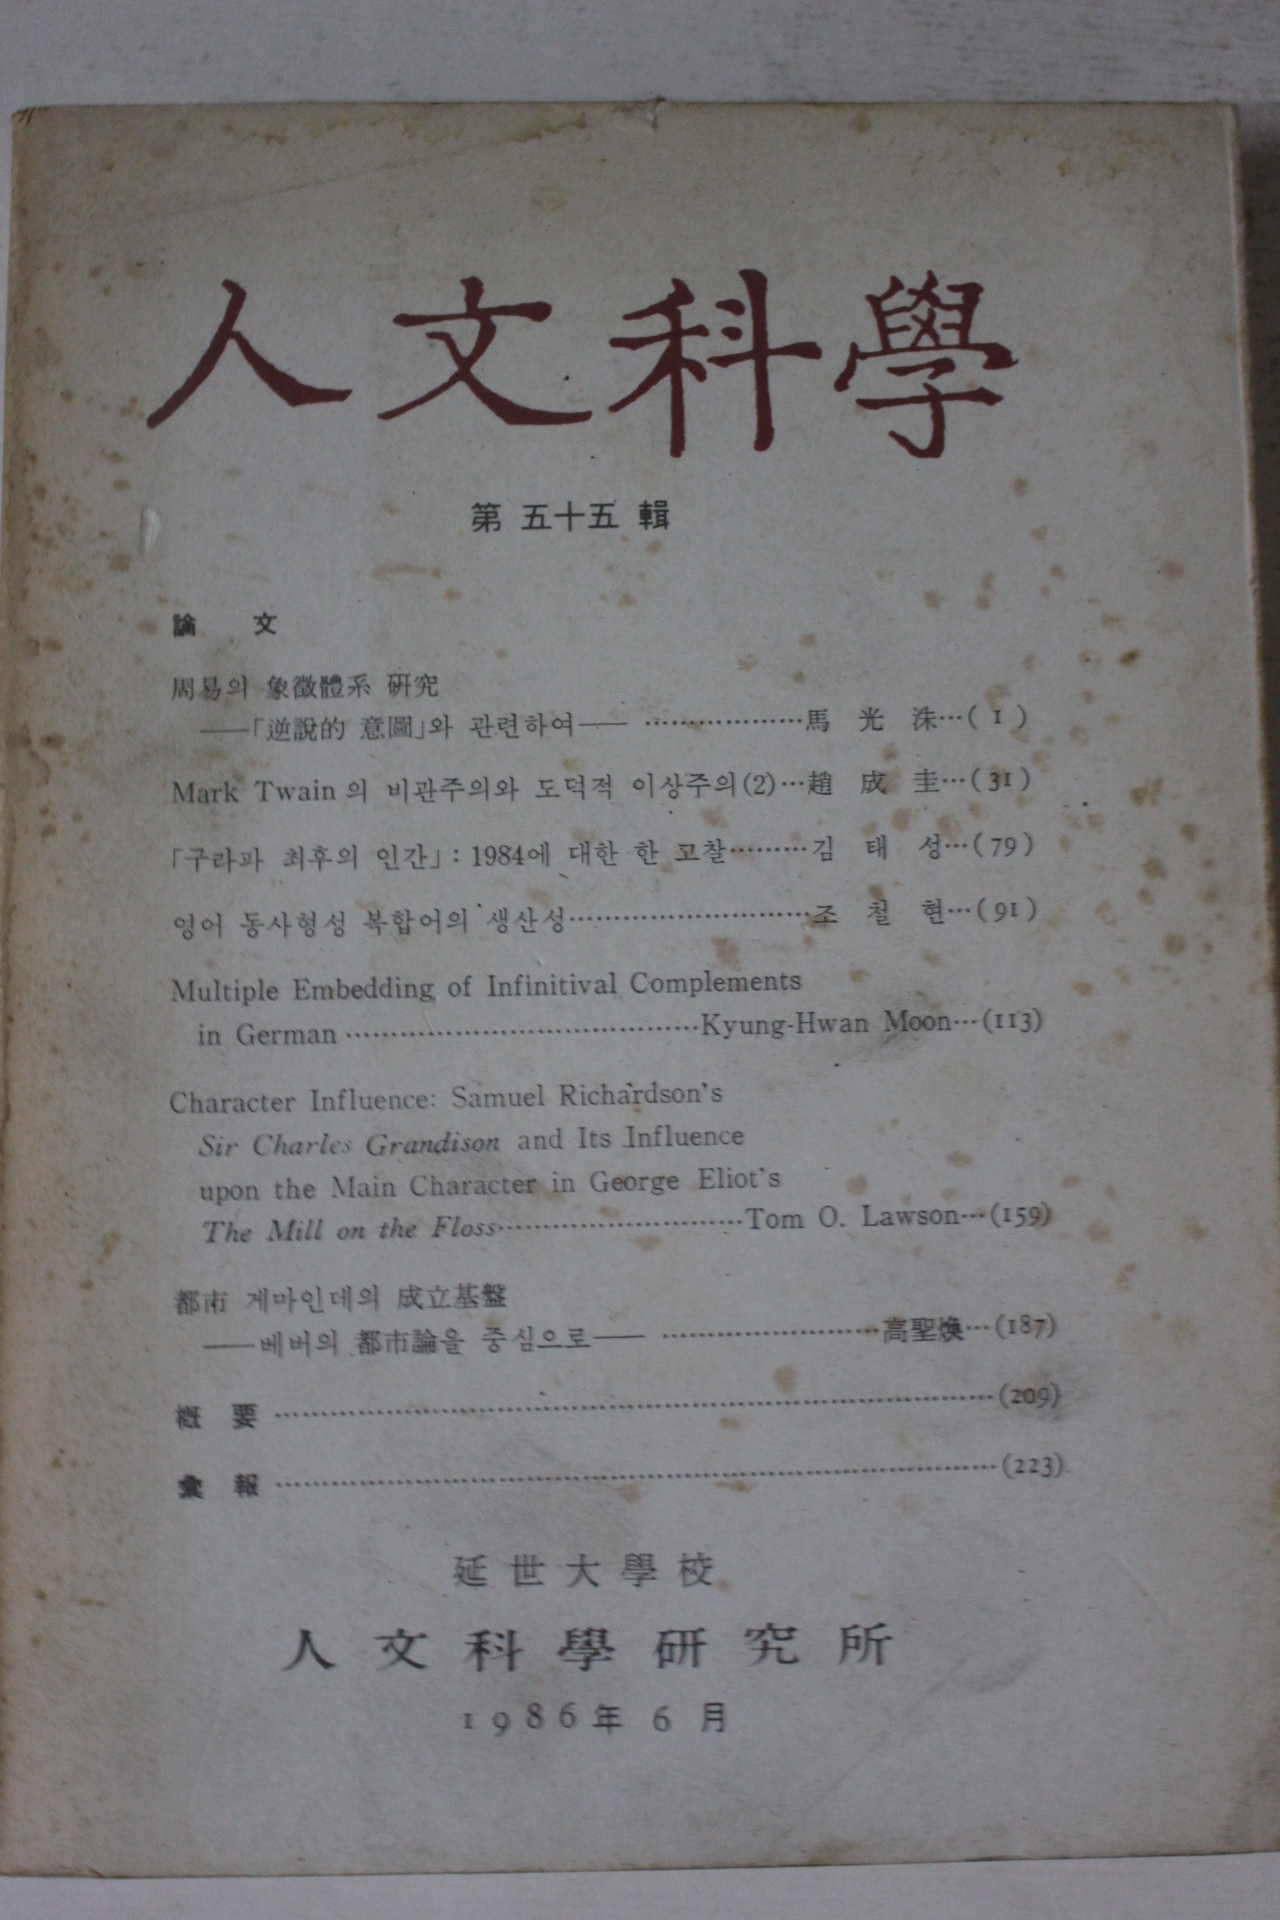 人文科學
第 五十五 輯
論 文
周易의 象徵體系 硏究
——「逆說的 意圖」와 관련하여—— ………………馬 光 洙…( 1 )
Mark Twain의 비관주의와 도덕적 이상주의(2)…趙 成 圭…(31)
「구라파 최후의 인간」: 1984에 대한 한 고찰………김 태 성…(79)
영어 동사형성 복합어의 생산성………………………조 철 현…(91)
Multiple Embedding of Infinitival Complements
in German…………………………………Kyung-Hwan Moon…(113)
Character Influence: Samuel Richardson's
Sir Charles Grandison and Its Influence
upon the Main Character in George Eliot's
The Mill on the Floss………………………Tom O. Lawson…(159)
都市 게마인데의 成立基盤
——베버의 都市論을 중심으로—— ……………………高聖煥…(187)
槪 要 ……………………………………………………………………(209)
彙 報 ……………………………………………………………………(223)
延世大學校
人文科學硏究所
1986年 6 月